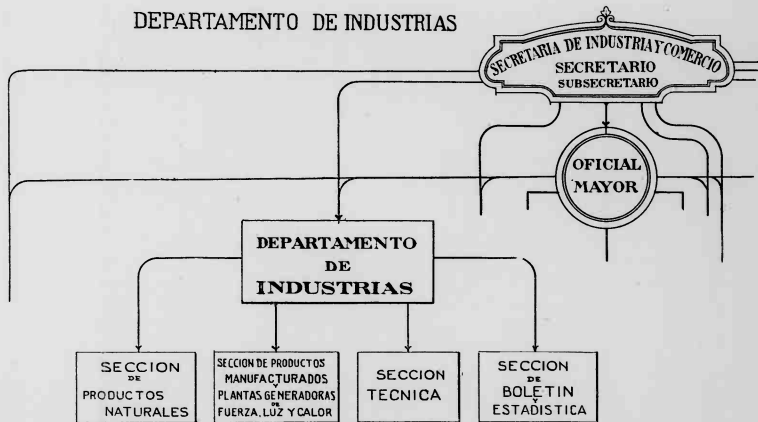 DEPARTAMENTO DE INDUSTRIAS
SECRETARIA DE INDUSTRIA Y COMERCIO
SECRETARIO
SUBSECRETARIO
OFICIAL
MAYOR
DEPARTAMENTO
DE
INDUSTRIAS
SECCION
DE
PRODUCTOS
NATURALES
SECCION DE PRODUCTOS
MANUFACTURADOS
Y
PLANTAS GENERADORAS
DE
FUERZA, LUZ Y CALOR
SECCION
TECNICA
SECCION
DE
BOLETIN
Y
ESTADISTICA